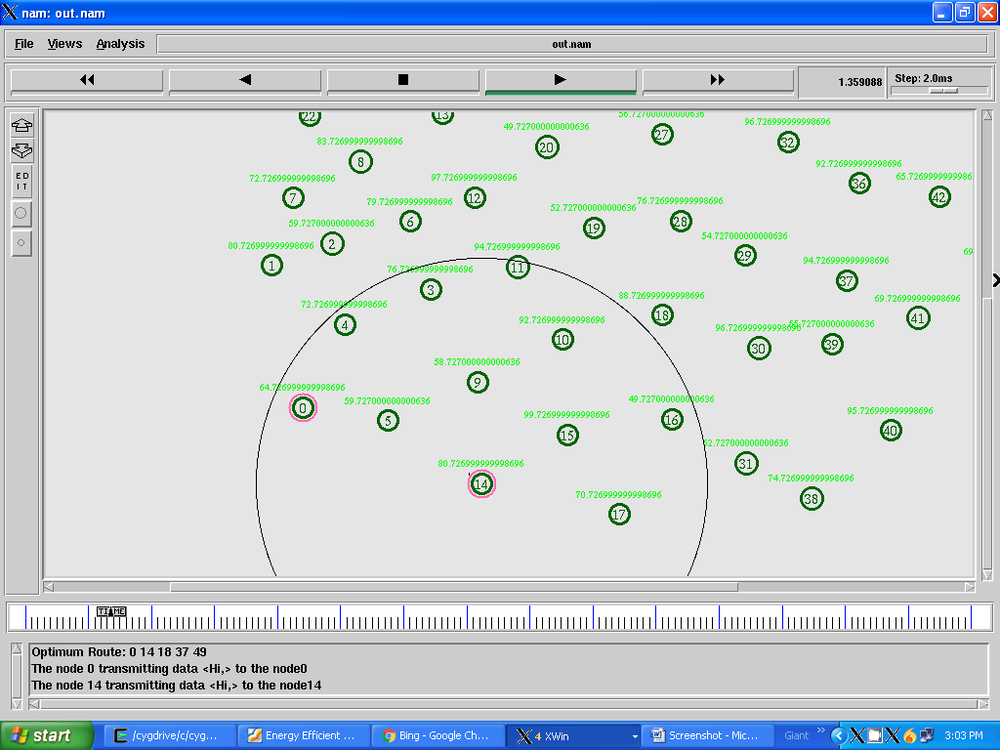 nam: out.nam
File Views Analysis out.nam
1.359088 Step: 2.0ms
EDIT
22 13
49.727000000000636 56.727000000000636 96.726999999998696
20 27 32
83.726999999998696
8
92.726999999998696
36
72.726999999998696 97.726999999998696 65.7269999999986
7 12 42
79.726999999998696 52.727000000000636 76.726999999998696
6 19 28
59.727000000000636 54.727000000000636
2 29
80.726999999998696 94.726999999998696 69
1 11
76.726999999998696 94.726999999998696
3 37
72.726999999998696 88.726999999998696 69.726999999998696
4 18 41
92.726999999998696 96.726999999998696
10 30 39
58.727000000000636
9
64.726999999998696 59.727000000000636 49.727000000000636
0 5 16
99.726999999998696 95.726999999998696
15 40
80.726999999998696 2.727000000000636
14 31
70.726999999998696 74.726999999998696
17 38
TIME
Optimum Route: 0 14 18 37 49
The node 0 transmitting data <Hi,> to the node0
The node 14 transmitting data <Hi,> to the node14
start /cygdrive/c/cyg... Energy Efficient ... Bing - Google Ch... 4 XWin Screenshot - Mic... Giant 3:03 PM